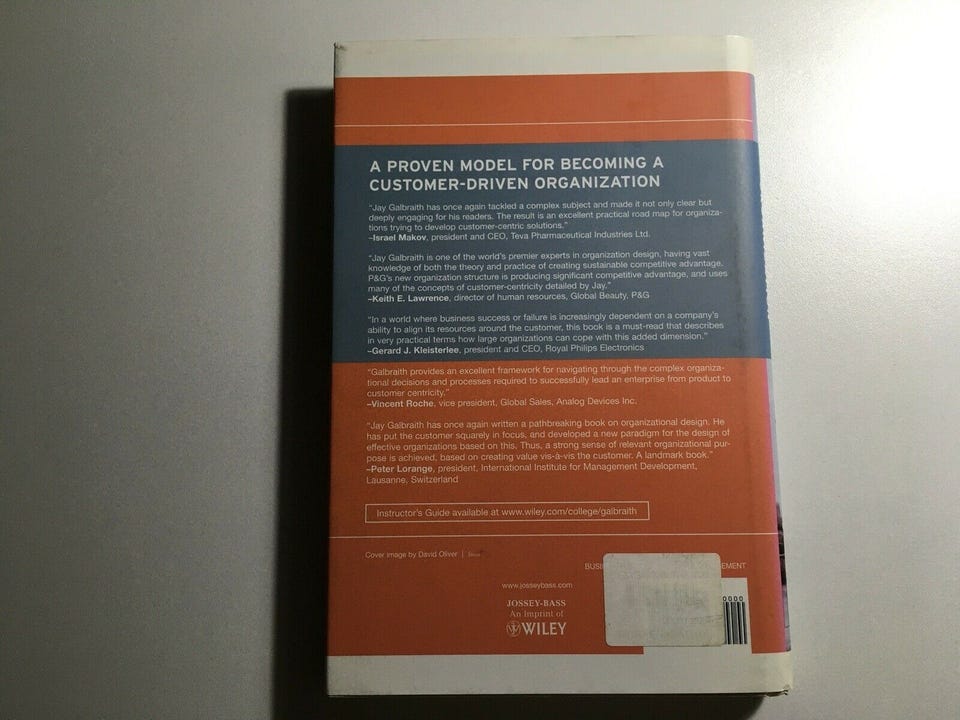 A PROVEN MODEL FOR BECOMING A
CUSTOMER-DRIVEN ORGANIZATION
“Jay Galbraith has once again tackled a complex subject and made it not only clear but
deeply engaging for his readers. The result is an excellent practical road map for organiza-
tions trying to develop customer-centric solutions.”
–Israel Makov, president and CEO, Teva Pharmaceutical Industries Ltd.
“Jay Galbraith is one of the world's premier experts in organization design, having vast
knowledge of both the theory and practice of creating sustainable competitive advantage.
P&G's new organization structure is producing significant competitive advantage, and uses
many of the concepts of customer-centricity detailed by Jay.”
–Keith E. Lawrence, director of human resources, Global Beauty, P&G
“In a world where business success or failure is increasingly dependent on a company's
ability to align its resources around the customer, this book is a must-read that describes
in very practical terms how large organizations can cope with this added dimension.”
–Gerard J. Kleisterlee, president and CEO, Royal Philips Electronics
“Galbraith provides an excellent framework for navigating through the complex organiza-
tional decisions and processes required to successfully lead an enterprise from product to
customer centricity.”
–Vincent Roche, vice president, Global Sales, Analog Devices Inc.
“Jay Galbraith has once again written a pathbreaking book on organizational design. He
has put the customer squarely in focus, and developed a new paradigm for the design of
effective organizations based on this. Thus, a strong sense of relevant organizational pur-
pose is achieved, based on creating value vis-à-vis the customer. A landmark book.”
–Peter Lorange, president, International Institute for Management Development,
Lausanne, Switzerland
Instructor's Guide available at www.wiley.com/college/galbraith
Cover image by David Oliver |
BUSI EMENT
www.josseybass.com
JOSSEY-BASS
An Imprint of
WILEY
0000